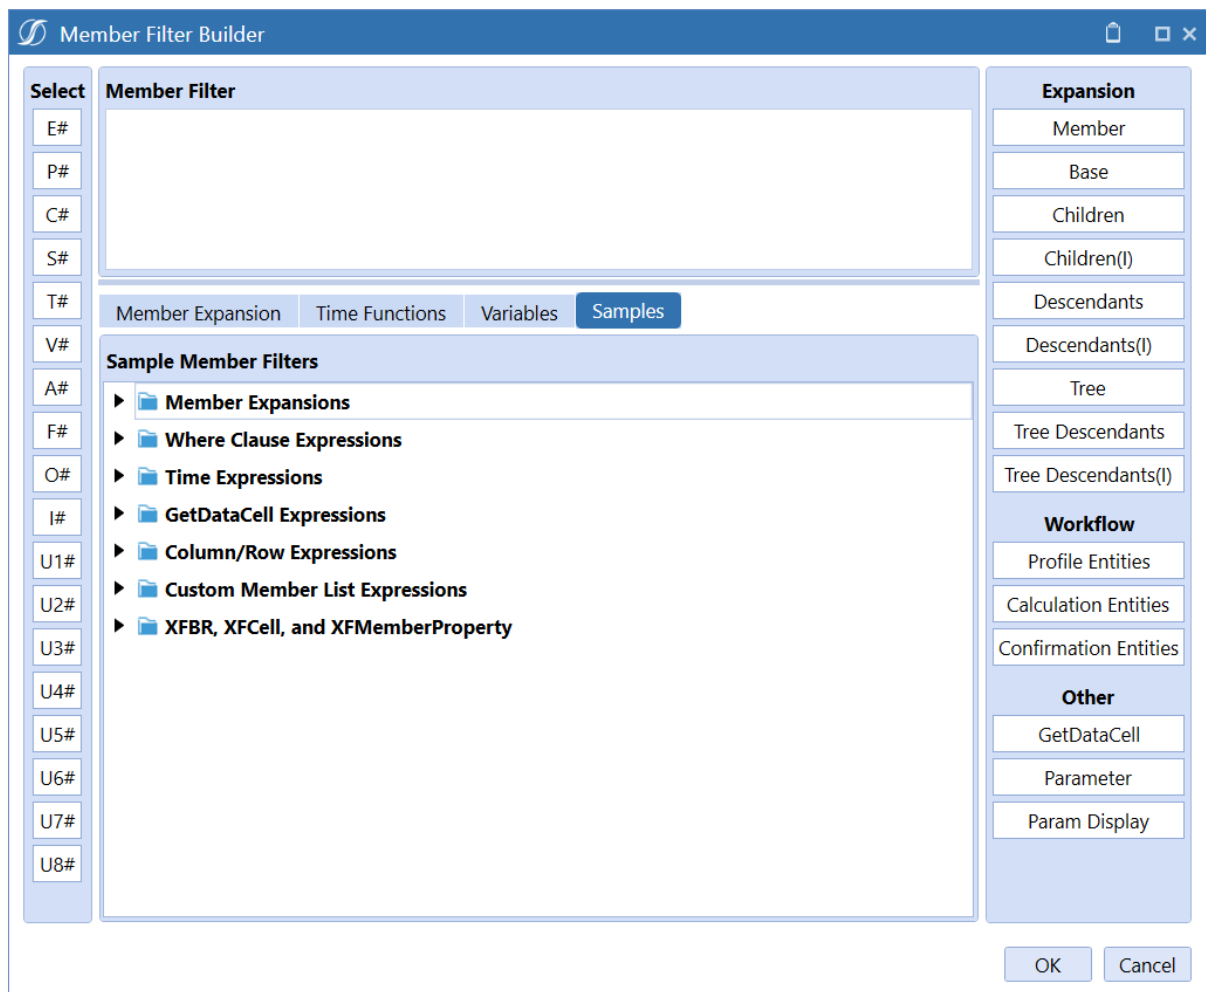 Member Filter Builder
Select
E#
P#
C#
S#
T#
V#
A#
F#
O#
I#
U1#
U2#
U3#
U4#
U5#
U6#
U7#
U8#
Member Filter
Member Expansion Time Functions Variables Samples
Sample Member Filters
Member Expansions
Where Clause Expressions
Time Expressions
GetDataCell Expressions
Column/Row Expressions
Custom Member List Expressions
XFBR, XFCell, and XFMemberProperty
Expansion
Member
Base
Children
Children(I)
Descendants
Descendants(I)
Tree
Tree Descendants
Tree Descendants(I)
Workflow
Profile Entities
Calculation Entities
Confirmation Entities
Other
GetDataCell
Parameter
Param Display
OK Cancel